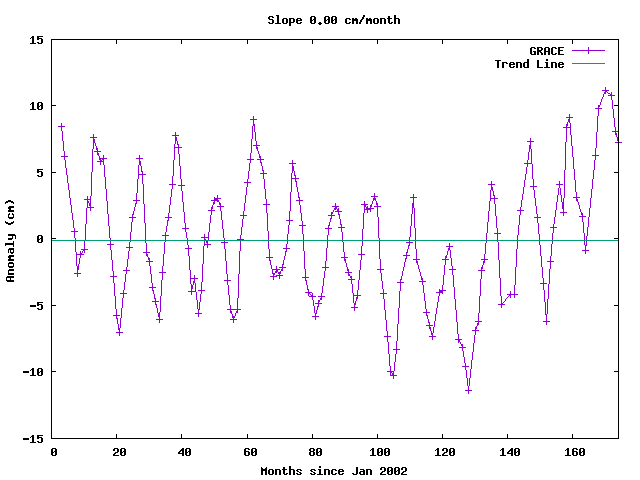 Slope 0.00 cm/month
15
GRACE
Trend Line
10
5
0
-5
-10
-15
Anomaly (cm)
0 20 40 60 80 100 120 140 160
Months since Jan 2002